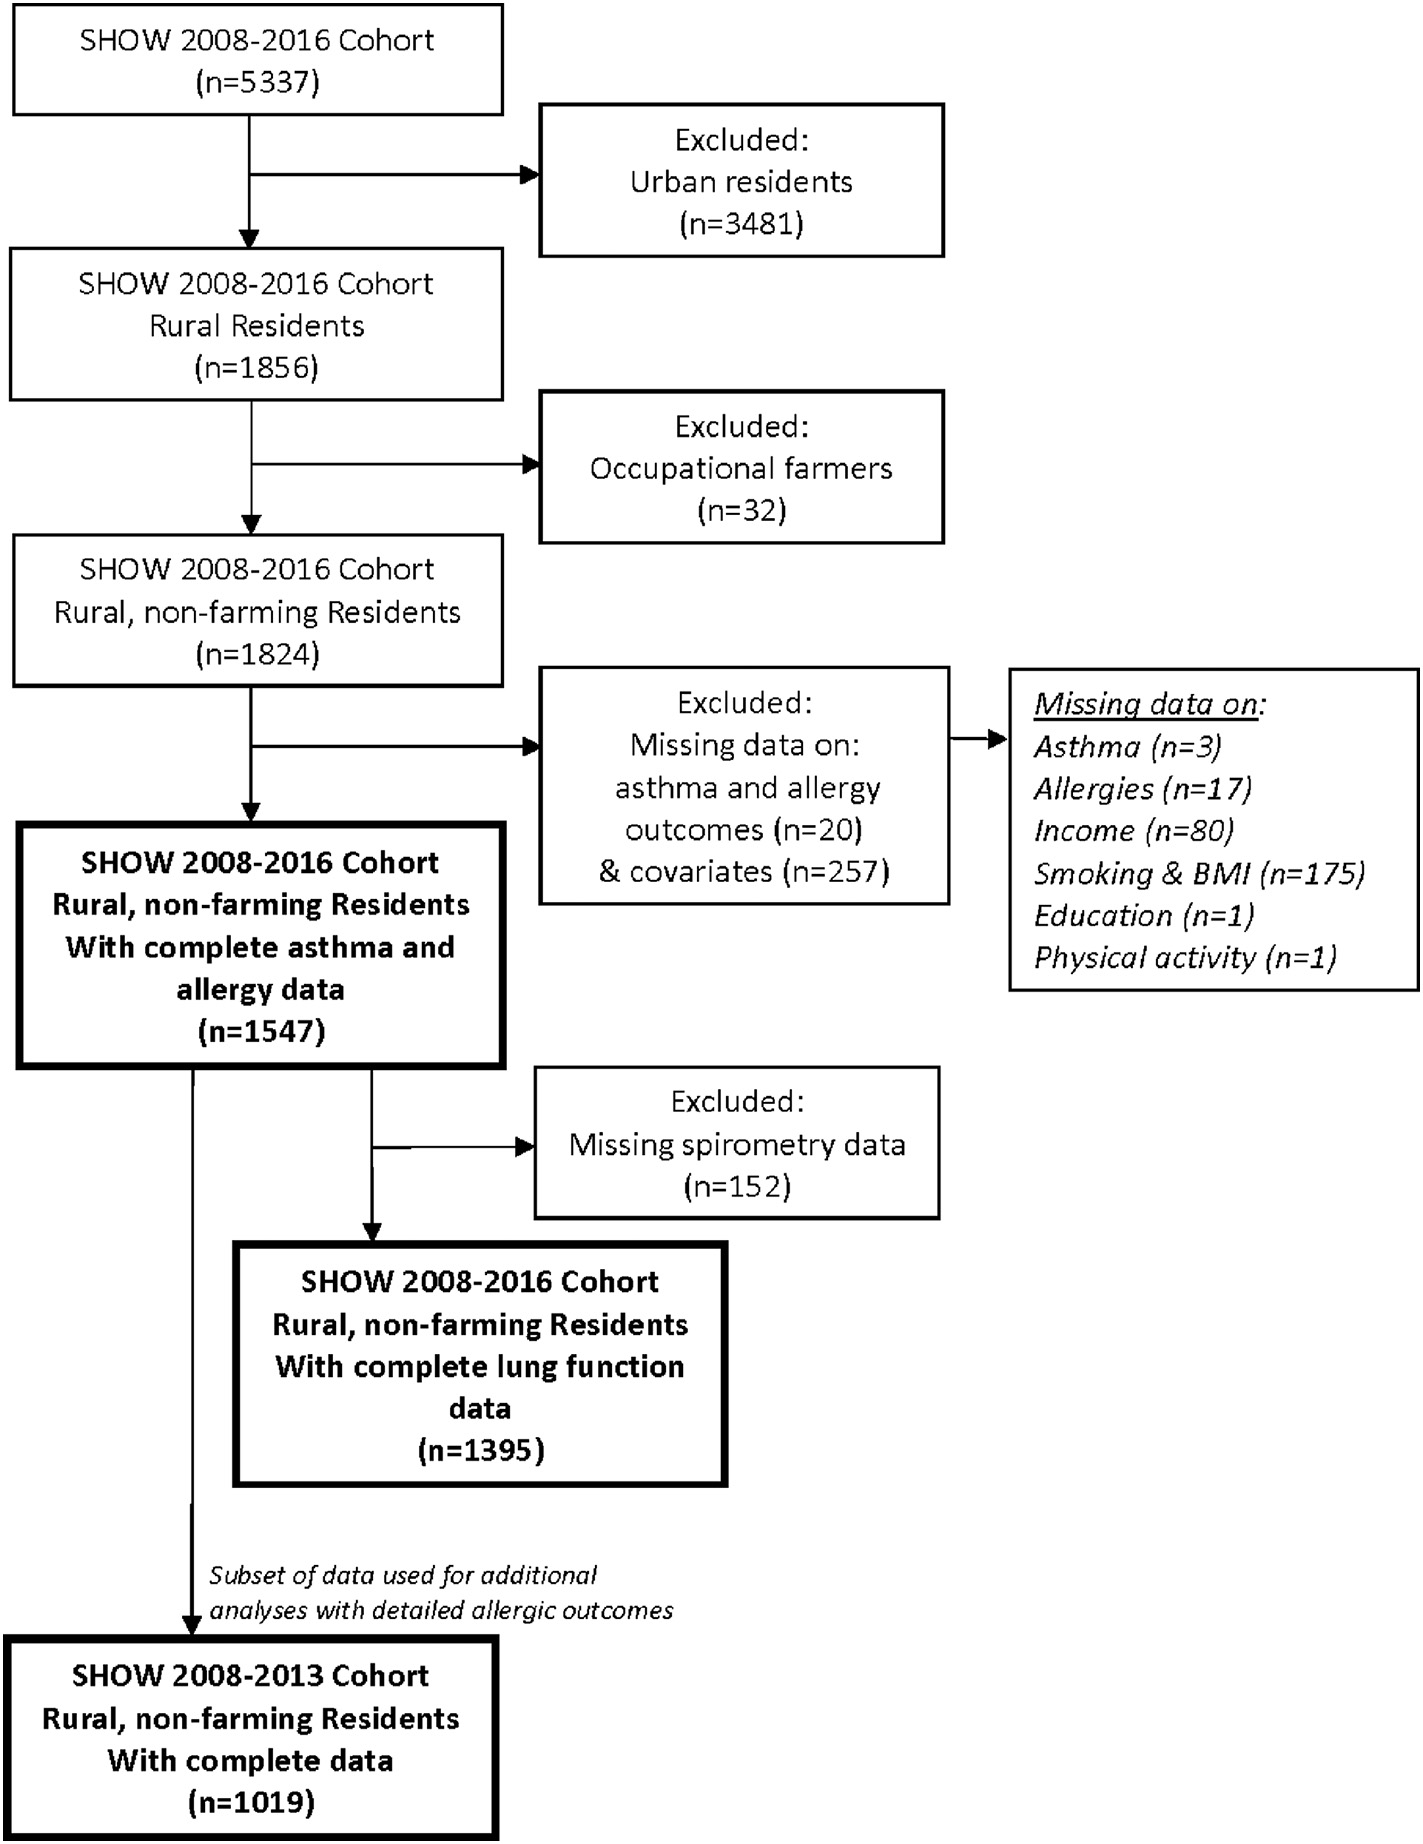 SHOW 2008-2016 Cohort
(n=5337)
Excluded:
Urban residents
(n=3481)
SHOW 2008-2016 Cohort
Rural Residents
(n=1856)
Excluded:
Occupational farmers
(n=32)
SHOW 2008-2016 Cohort
Rural, non-farming Residents
(n=1824)
Excluded:
Missing data on:
asthma and allergy
outcomes (n=20)
& covariates (n=257)
Missing data on:
Asthma (n=3)
Allergies (n=17)
Income (n=80)
Smoking & BMI (n=175)
Education (n=1)
Physical activity (n=1)
SHOW 2008-2016 Cohort
Rural, non-farming Residents
With complete asthma and
allergy data
(n=1547)
Excluded:
Missing spirometry data
(n=152)
SHOW 2008-2016 Cohort
Rural, non-farming Residents
With complete lung function
data
(n=1395)
Subset of data used for additional
analyses with detailed allergic outcomes
SHOW 2008-2013 Cohort
Rural, non-farming Residents
With complete data
(n=1019)